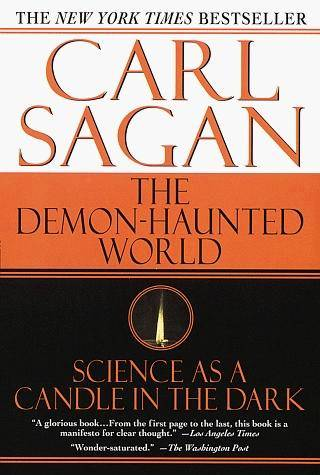 THE NEW YORK TIMES BESTSELLER
CARL
SAGAN
THE
DEMON-HAUNTED
WORLD
SCIENCE AS A
CANDLE IN THE DARK
"A glorious book...From the first page to the last, this book is a
manifesto for clear thought." —Los Angeles Times
"Wonder-saturated." —The Washington Post